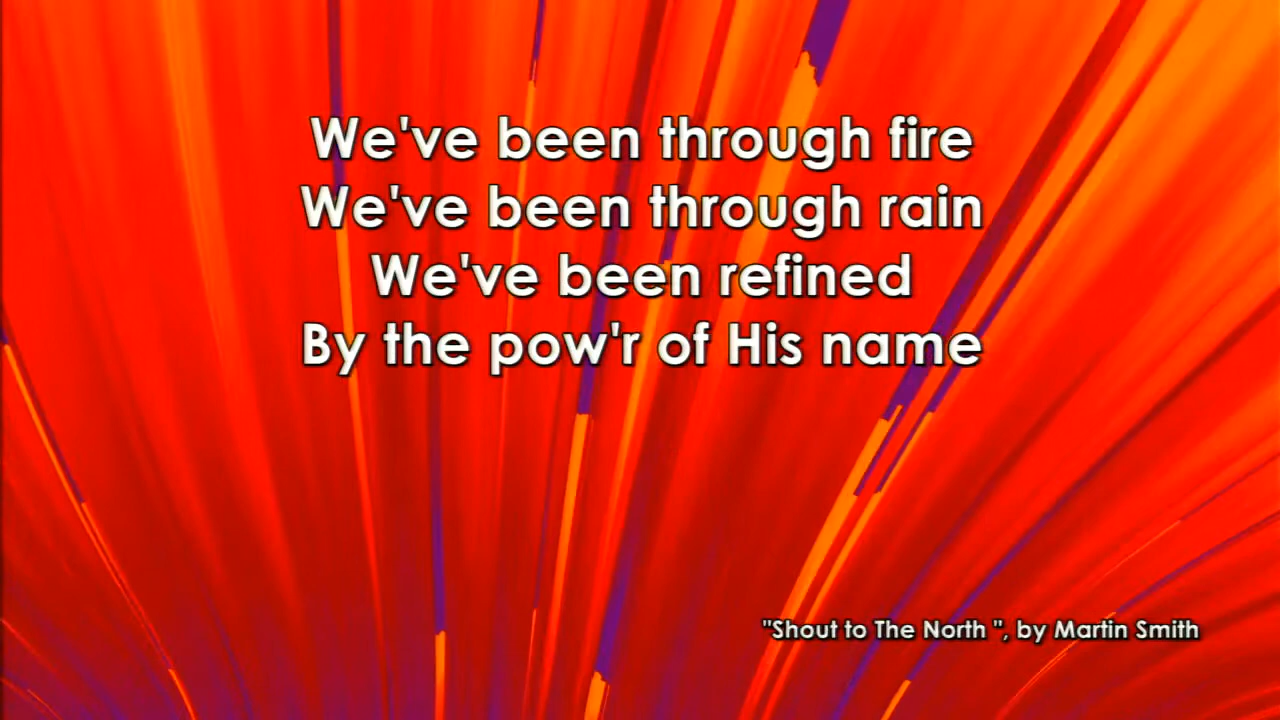 We've been through fire
We've been through rain
We've been refined
By the pow'r of His name
"Shout to The North ", by Martin Smith